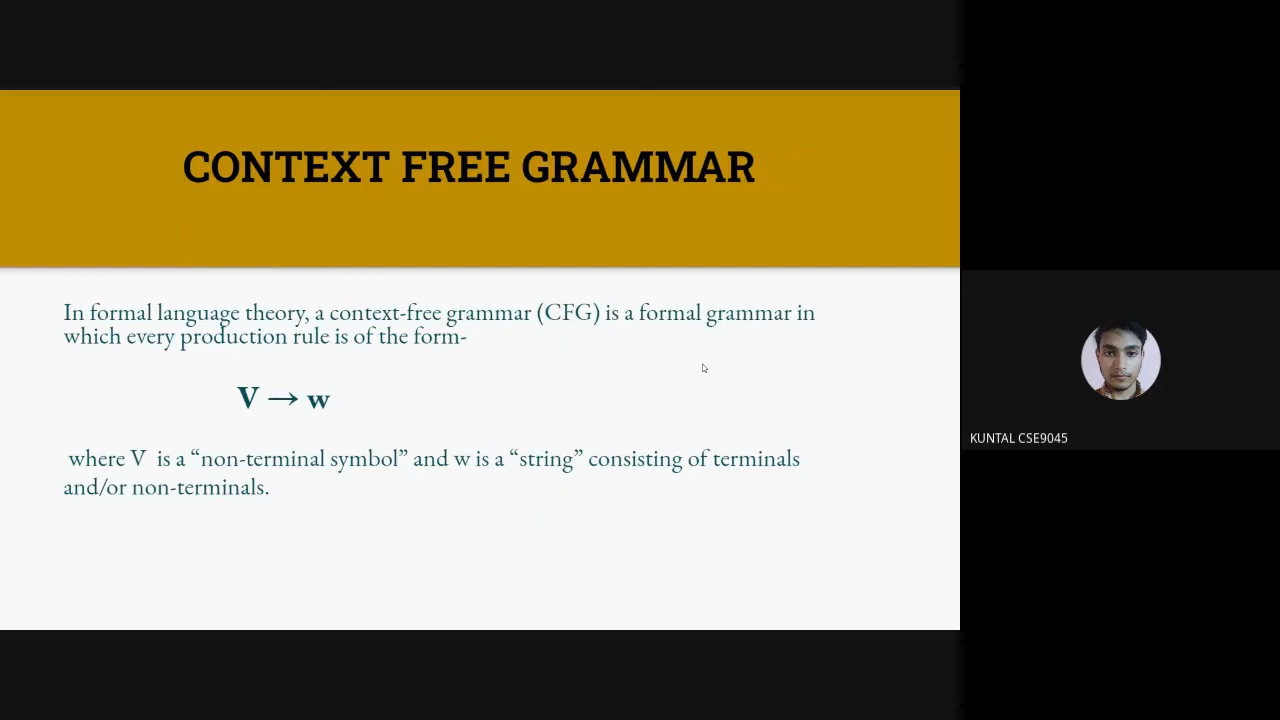 CONTEXT FREE GRAMMAR
In formal language theory, a context-free grammar (CFG) is a formal grammar in
which every production rule is of the form-
V → w
where V  is a “non-terminal symbol” and w is a “string” consisting of terminals
and/or non-terminals.
KUNTAL CSE9045